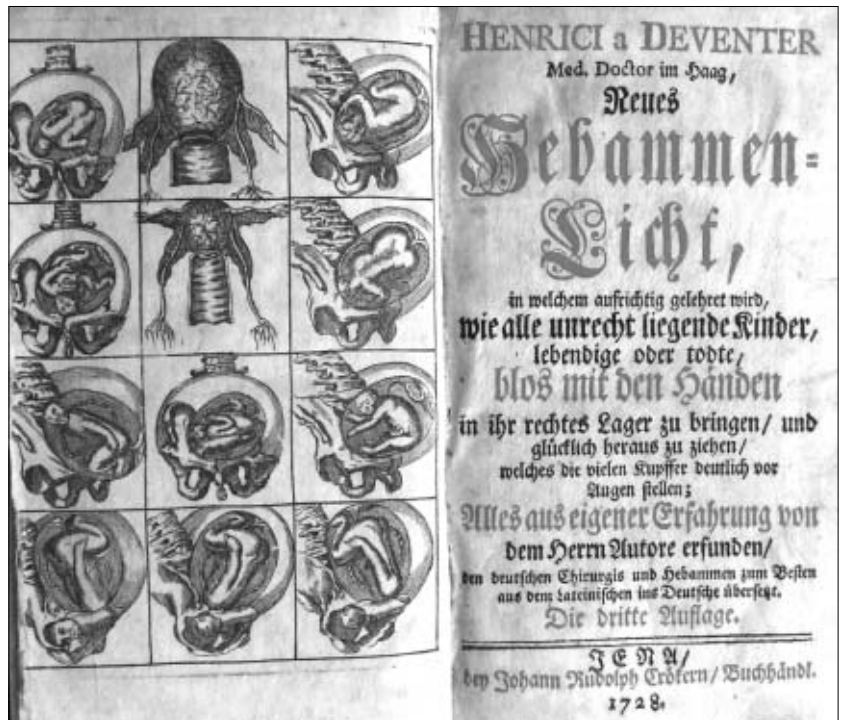 HENRICI a DEVENTER
Med. Doctor im Haag,
Neues
Hebammen-
Licht,
in welchem aufrichtig gelehret wird,
wie alle unrecht liegende Kinder,
lebendige oder todte,
blos mit den Händen
in ihr rechtes Lager zu bringen/ und
glücklich heraus zu ziehen/
welches die vielen Kupffer deutlich vor
Augen stellen;
Alles aus eigener Erfahrung von
dem Herrn Autore erfunden/
den deutschen Chirurgis und Hebammen zum Besten
aus dem Lateinischen ins Deutsche übersetzt.
Die dritte Auflage.
JENA/
bey Johann Rudolph Crökern/ Buchhändl.
1728.